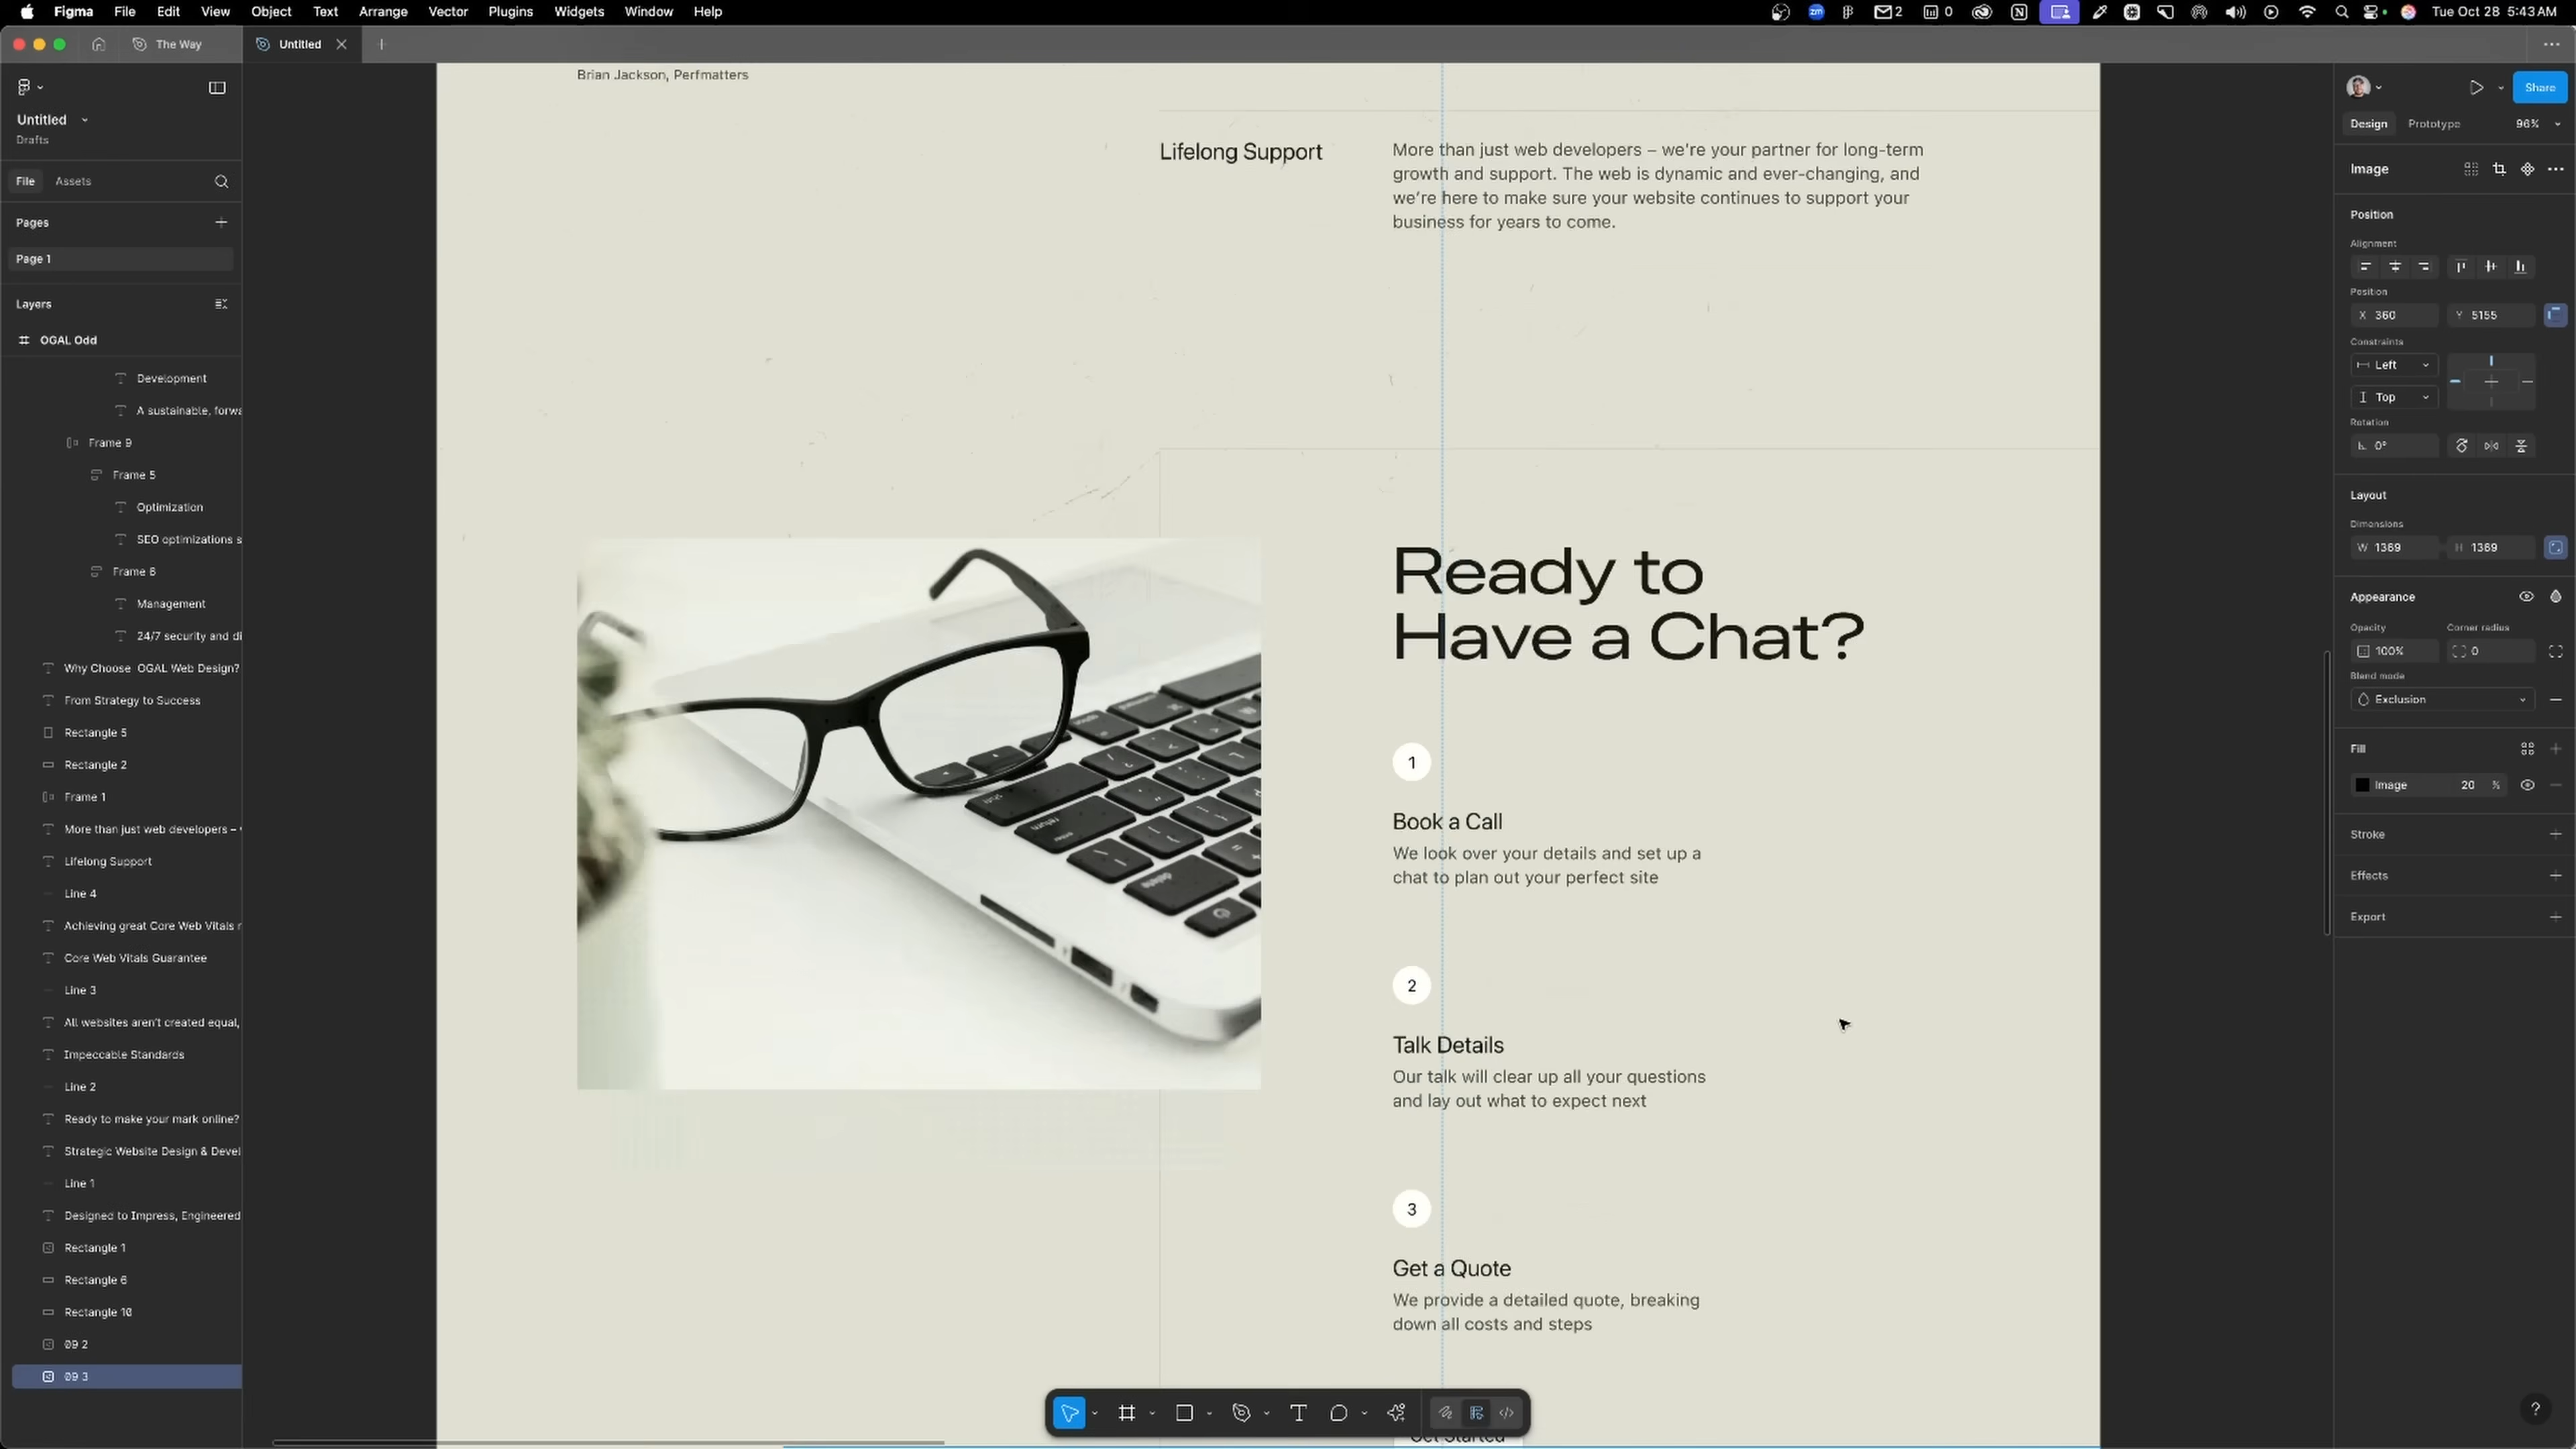 Figma File Edit View Object Text Arrange Vector Plugins Widgets Window Help
zm 2 0 Tue Oct 28 5:43 AM
The Way Untitled
Untitled
Drafts
File Assets
Pages
Page 1
Layers
OGAL Odd
Development
A sustainable, forwa
Frame 9
Frame 5
Optimization
SEO optimizations s
Frame 6
Management
24/7 security and di
Why Choose OGAL Web Design?
From Strategy to Success
Rectangle 5
Rectangle 2
Frame 1
More than just web developers –
Lifelong Support
Line 4
Achieving great Core Web Vitals r
Core Web Vitals Guarantee
Line 3
All websites aren't created equal,
Impeccable Standards
Line 2
Ready to make your mark online?
Strategic Website Design & Devel
Line 1
Designed to Impress, Engineered
Rectangle 1
Rectangle 6
Rectangle 10
09 2
09 3
Brian Jackson, Perfmatters
Lifelong Support
More than just web developers – we're your partner for long-term
growth and support. The web is dynamic and ever-changing, and
we're here to make sure your website continues to support your
business for years to come.
Ready to
Have a Chat?
1
Book a Call
We look over your details and set up a
chat to plan out your perfect site
2
Talk Details
Our talk will clear up all your questions
and lay out what to expect next
3
Get a Quote
We provide a detailed quote, breaking
down all costs and steps
Get Started
return
delete
Share
Design Prototype 96%
Image
Position
Alignment
Position
X 360 Y 5155
Constraints
Left
Top
Rotation
0°
Layout
Dimensions
W 1369 H 1369
Appearance
Opacity Corner radius
100% 0
Blend mode
Exclusion
Fill
Image 20 %
Stroke
Effects
Export
?